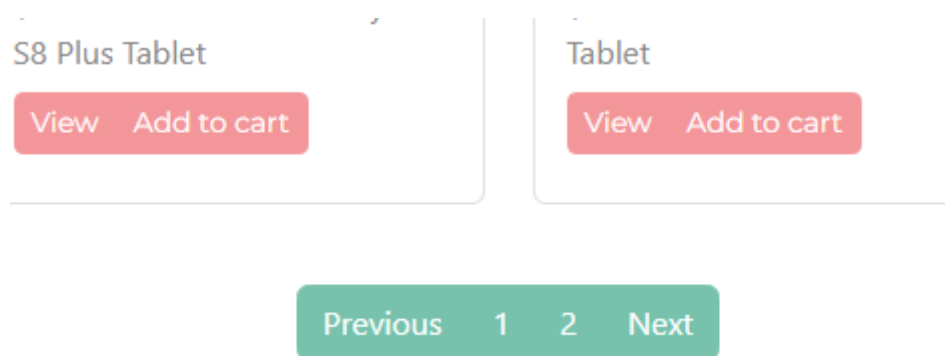 S8 Plus Tablet
Tablet
View Add to cart
View Add to cart
Previous 1 2 Next